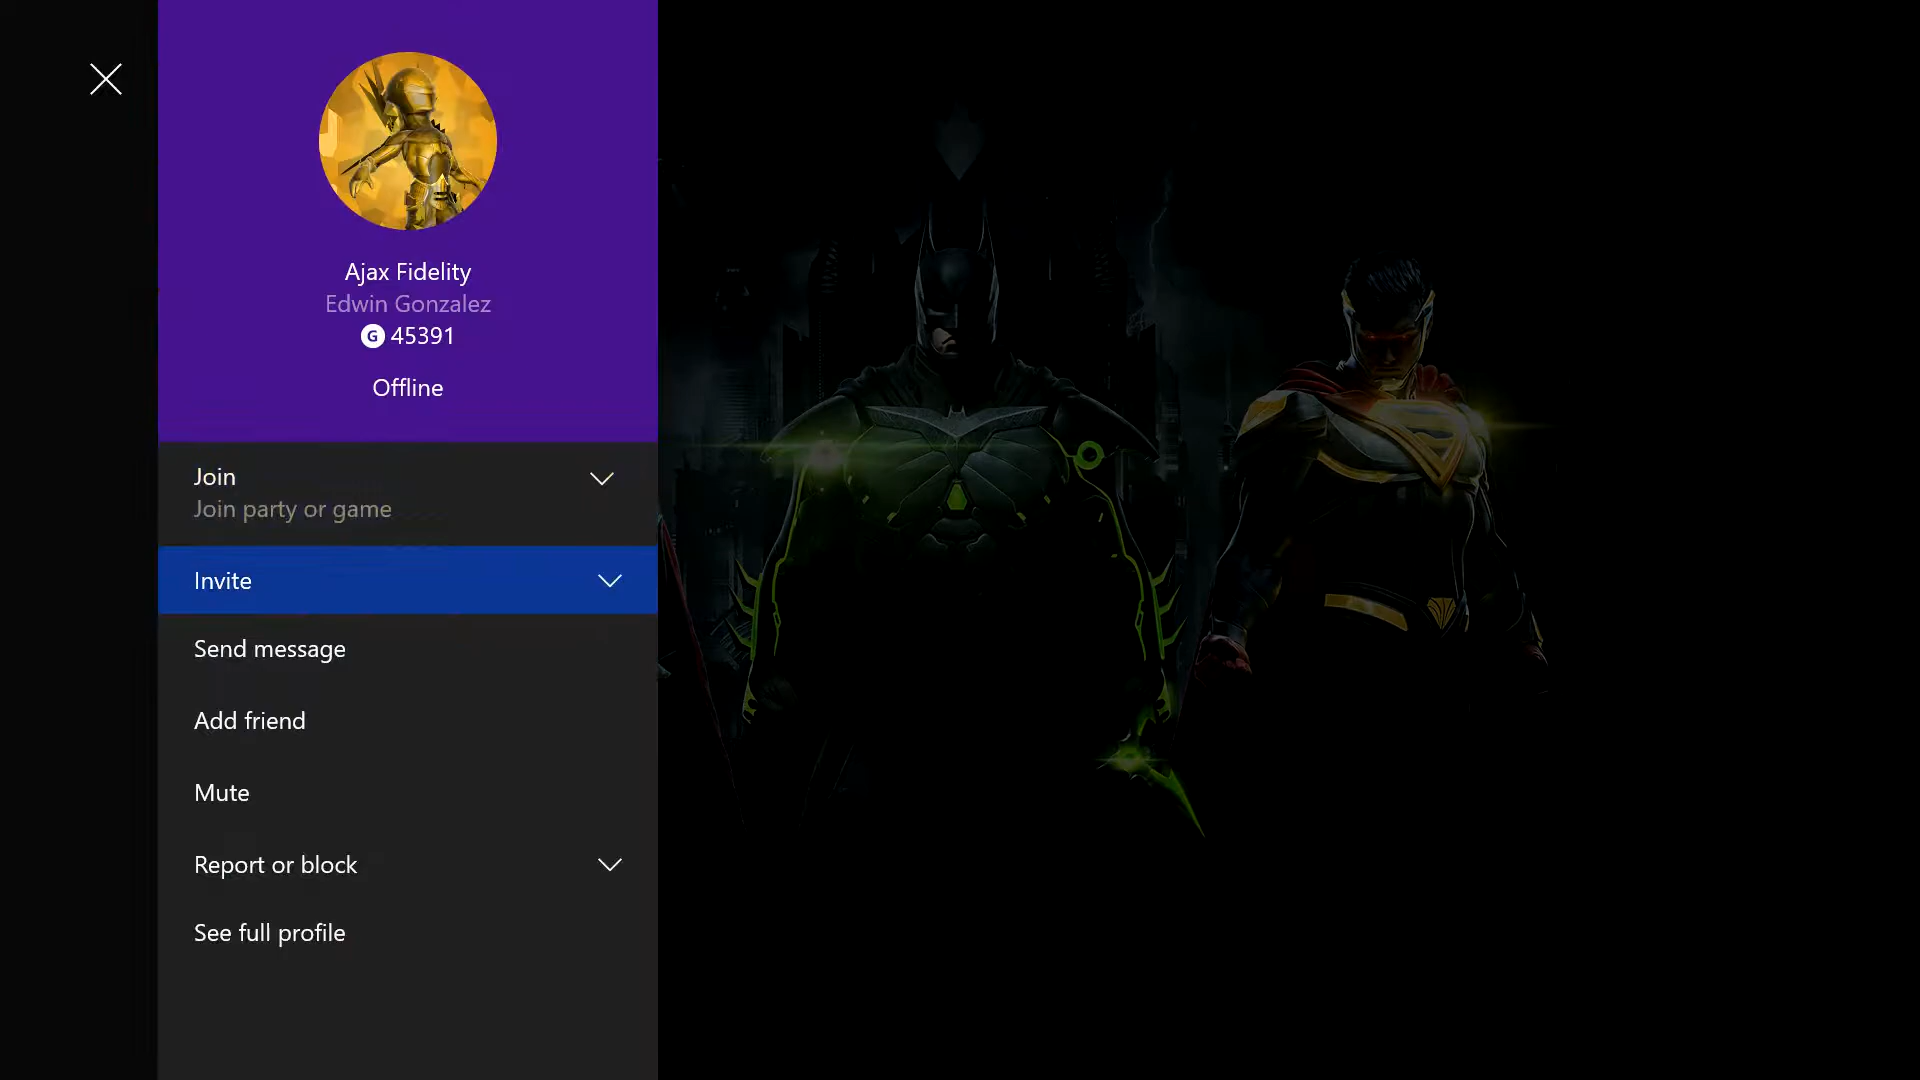 Ajax Fidelity
Edwin Gonzalez
G 45391
Offline
Join
Join party or game
Invite
Send message
Add friend
Mute
Report or block
See full profile